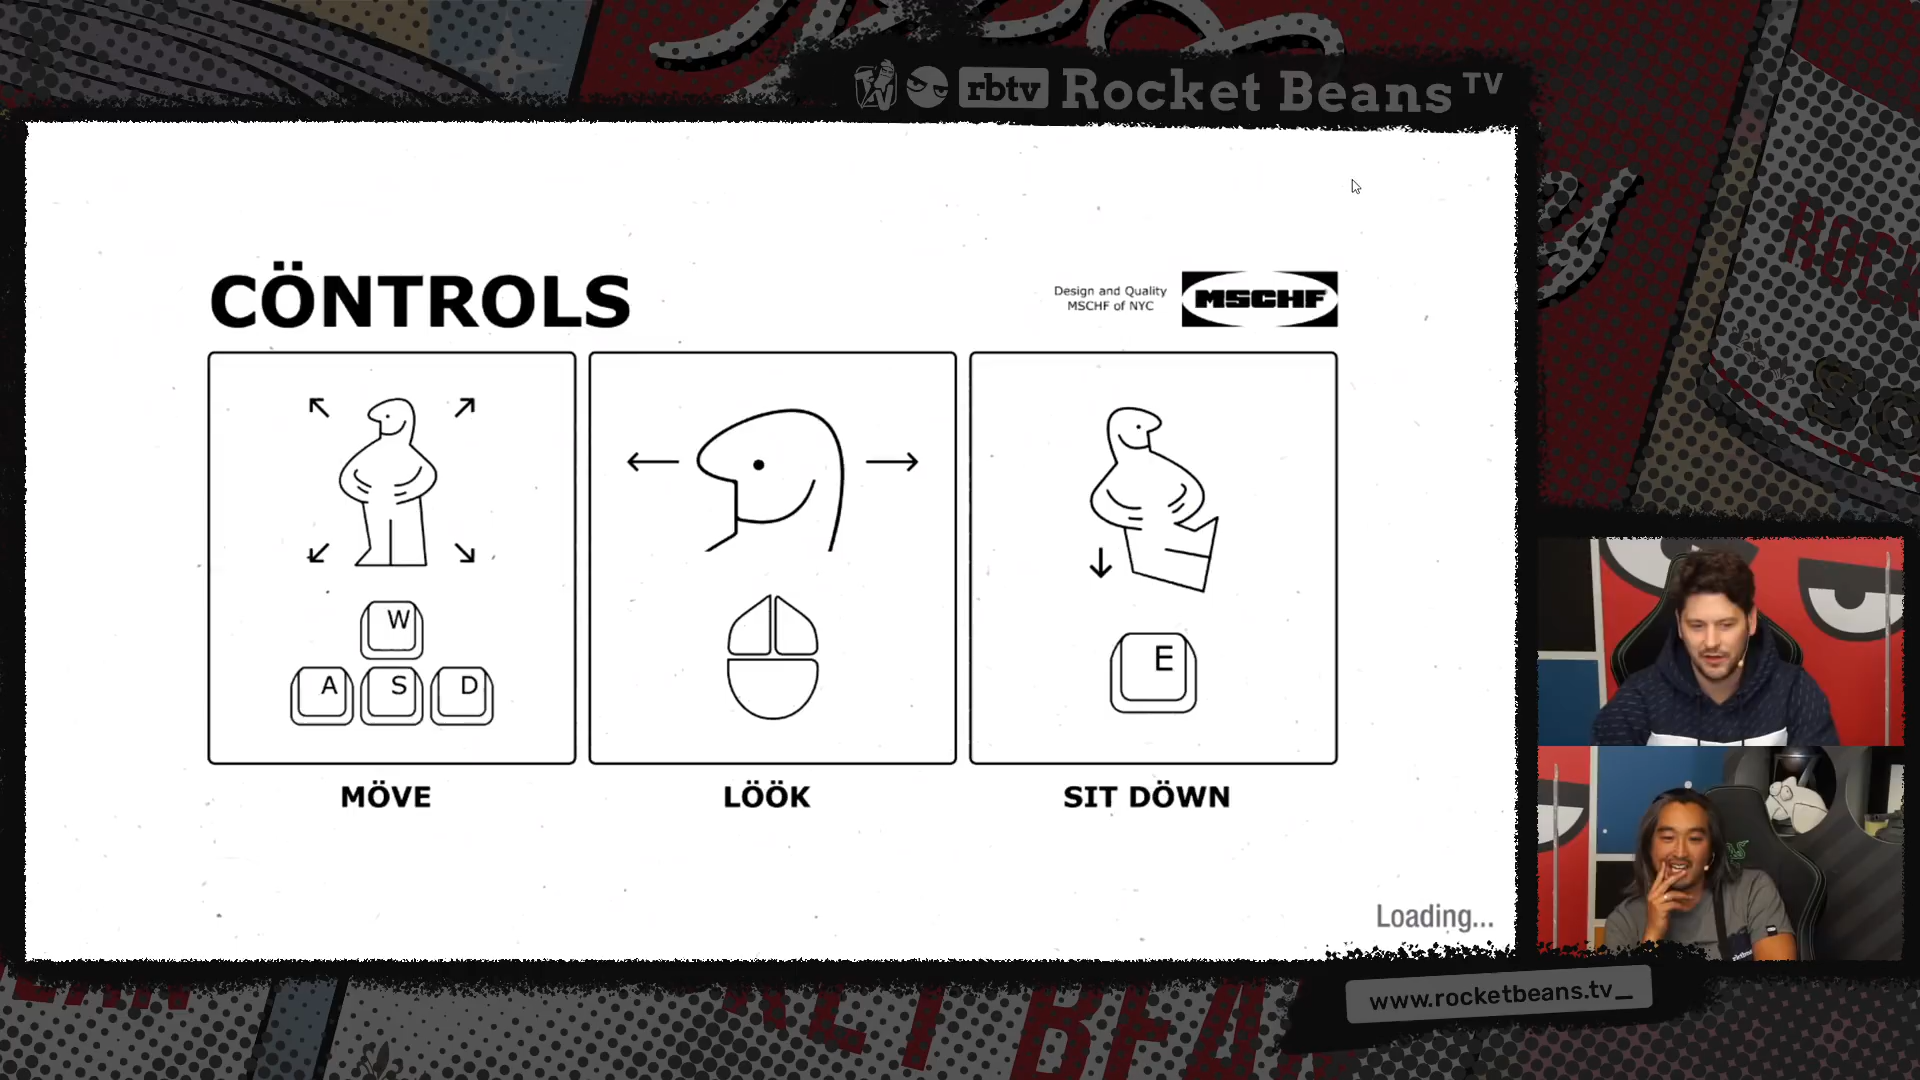 rbtv Rocket Beans TV
CÖNTROLS
Design and Quality
MSCHF of NYC
MSCHF
W
A S D
E
MÖVE
LÖÖK
SIT DÖWN
Loading...
www.rocketbeans.tv_